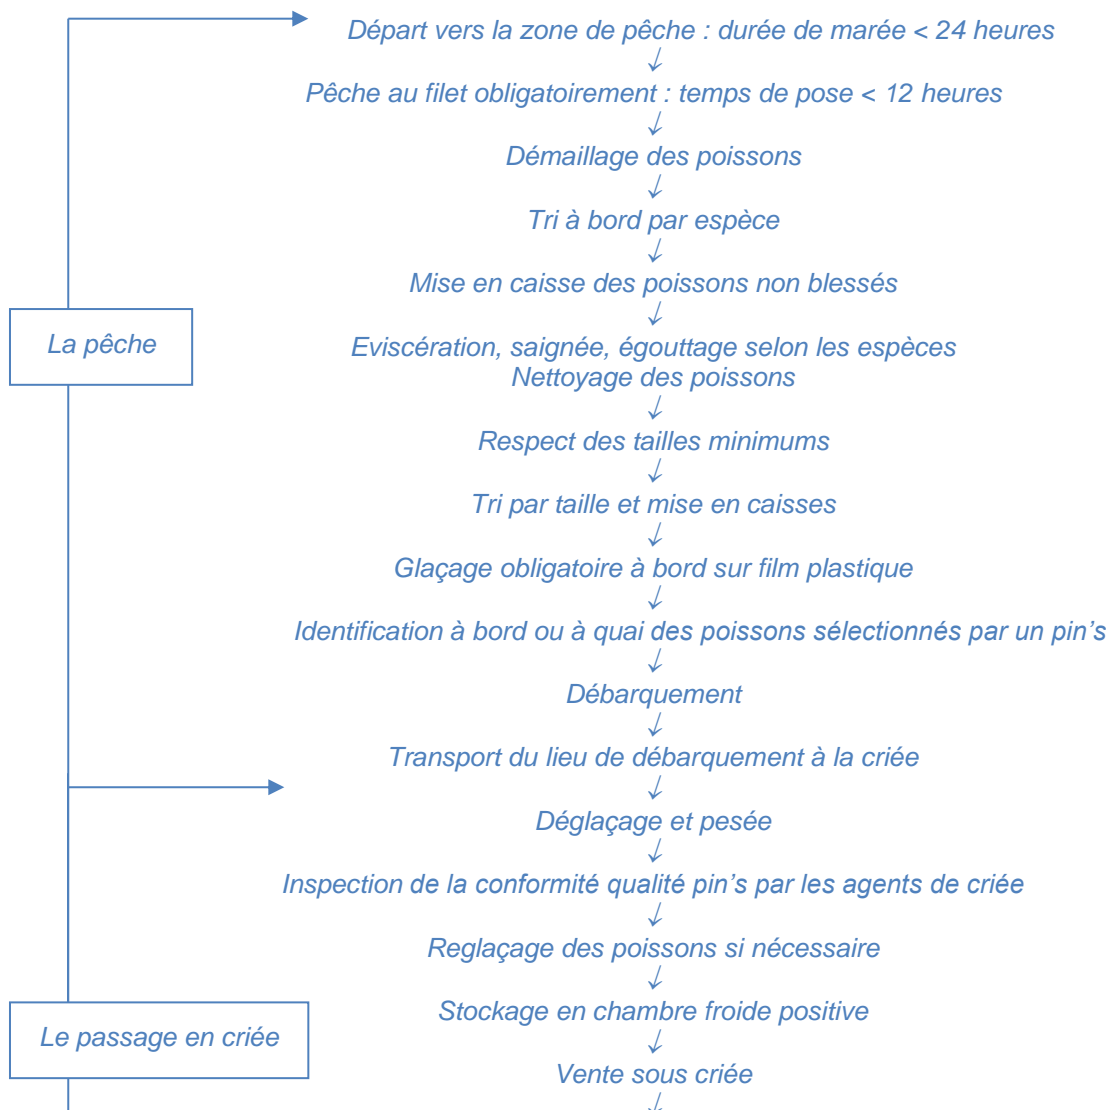 Départ vers la zone de pêche : durée de marée < 24 heures
↓
Pêche au filet obligatoirement : temps de pose < 12 heures
↓
Démaillage des poissons
↓
Tri à bord par espèce
↓
Mise en caisse des poissons non blessés
↓
La pêche
Eviscération, saignée, égouttage selon les espèces
Nettoyage des poissons
↓
Respect des tailles minimums
↓
Tri par taille et mise en caisses
↓
Glaçage obligatoire à bord sur film plastique
↓
Identification à bord ou à quai des poissons sélectionnés par un pin’s
↓
Débarquement
↓
Transport du lieu de débarquement à la criée
↓
Déglaçage et pesée
↓
Inspection de la conformité qualité pin’s par les agents de criée
↓
Reglaçage des poissons si nécessaire
↓
Stockage en chambre froide positive
↓
Le passage en criée
Vente sous criée
↓